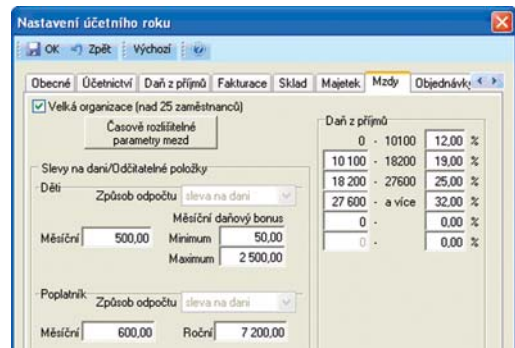 Nastavení účetního roku
OK Zpět Výchozí
Obecné Účetnictví Daň z příjmů Fakturace Sklad Majetek Mzdy Objednávky
Velká organizace (nad 25 zaměstnanců)
Časově rozlišitelné
parametry mezd
Daň z příjmů
0 - 10100 12,00 %
10 100 - 18200 19,00 %
18 200 - 27600 25,00 %
27 600 - a více 32,00 %
0 - 0,00 %
0 - 0,00 %
Slevy na dani/Odčitatelné položky
Děti
Způsob odpočtu sleva na dani
Měsíční daňový bonus
Měsíční 500,00 Minimum 50,00
Maximum 2 500,00
Poplatník
Způsob odpočtu sleva na dani
Měsíční 600,00 Roční 7 200,00